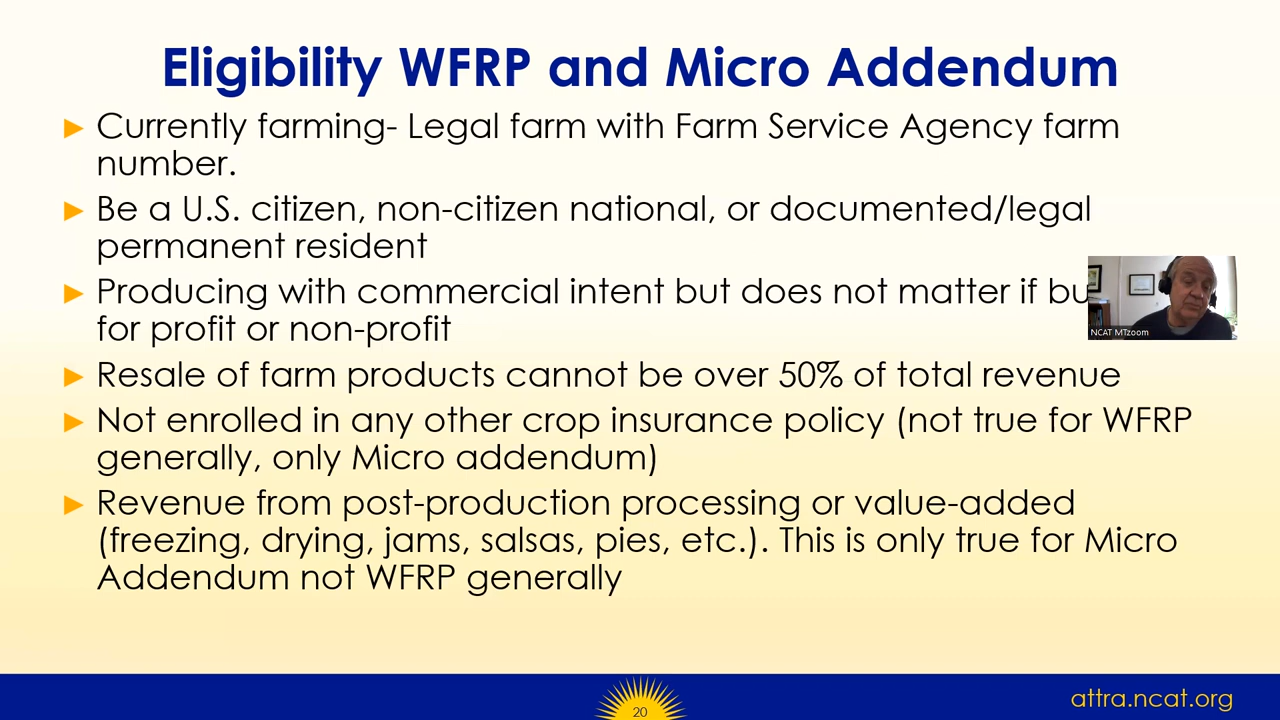 Eligibility WFRP and Micro Addendum
► Currently farming- Legal farm with Farm Service Agency farm
number.
► Be a U.S. citizen, non-citizen national, or documented/legal
permanent resident
► Producing with commercial intent but does not matter if
for profit or non-profit
► Resale of farm products cannot be over 50% of total revenue
► Not enrolled in any other crop insurance policy (not true for WFRP
generally, only Micro addendum)
► Revenue from post-production processing or value-added
(freezing, drying, jams, salsas, pies, etc.). This is only true for Micro
Addendum not WFRP generally
NCAT MTzoom
20
attra.ncat.org